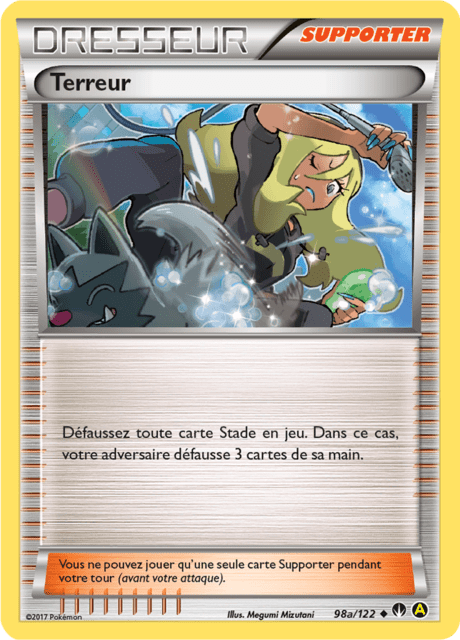 DRESSEUR
SUPPORTER
Terreur
Défaussez toute carte Stade en jeu. Dans ce cas,
votre adversaire défausse 3 cartes de sa main.
Vous ne pouvez jouer qu'une seule carte Supporter pendant
votre tour (avant votre attaque).
©2017 Pokémon
Illus. Megumi Mizutani
98a/122 ◆ A